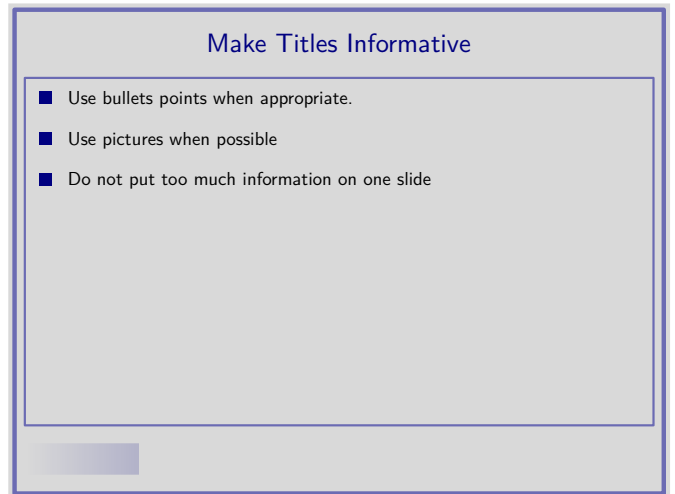 Make Titles Informative
Use bullets points when appropriate.
Use pictures when possible
Do not put too much information on one slide